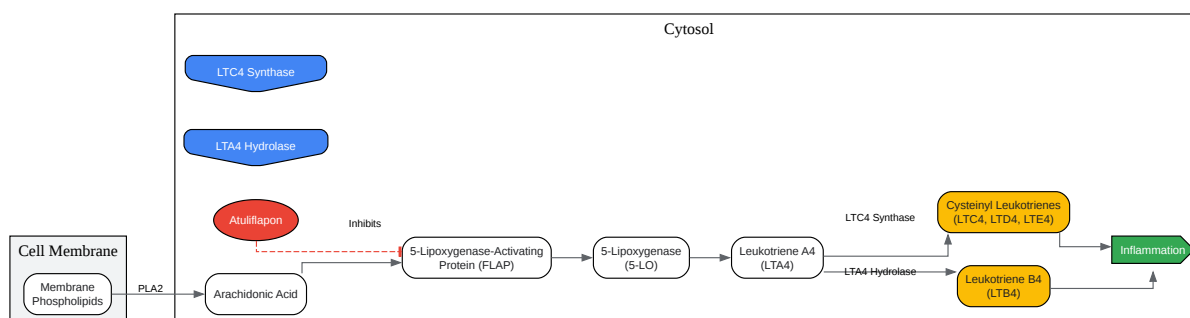 Cytosol
LTC4 Synthase
LTA4 Hydrolase
Atuliflapon
Inhibits
LTC4 Synthase
Cysteinyl Leukotrienes
(LTC4, LTD4, LTE4)
Cell Membrane
5-Lipoxygenase-Activating
Protein (FLAP)
5-Lipoxygenase
(5-LO)
Leukotriene A4
(LTA4)
Inflammation
LTA4 Hydrolase
Membrane
Phospholipids
PLA2
Arachidonic Acid
Leukotriene B4
(LTB4)